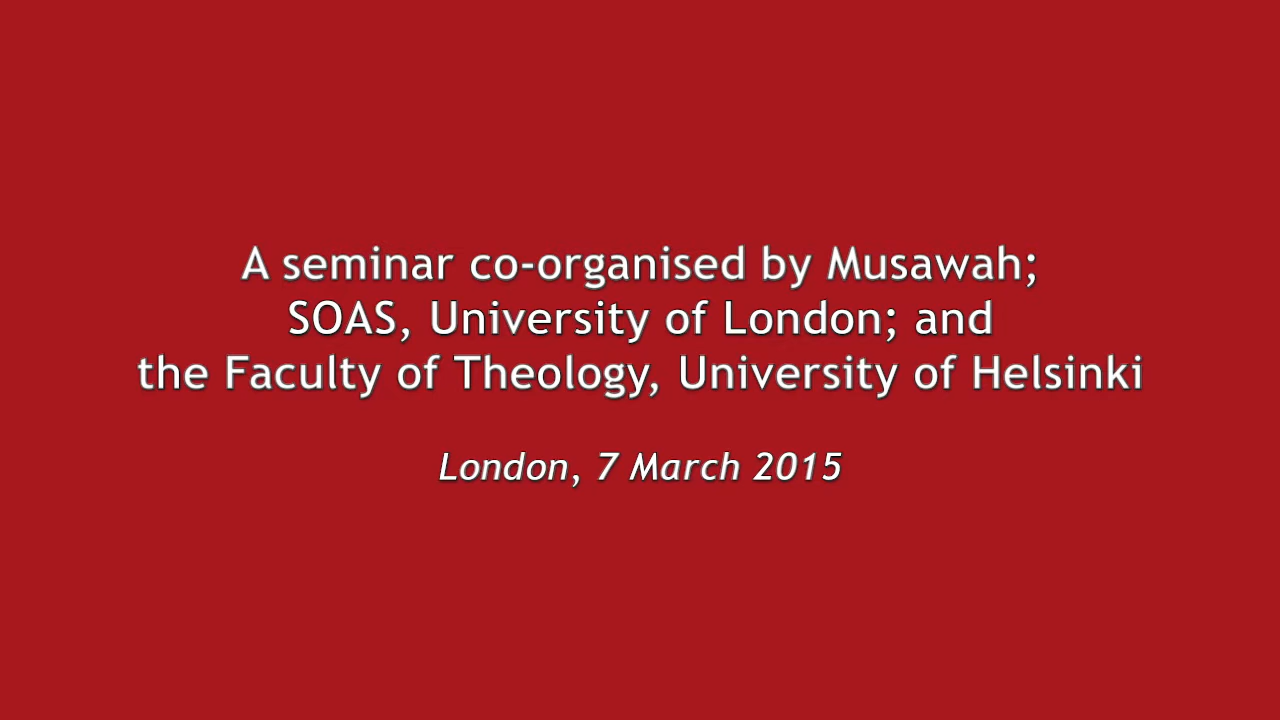 A seminar co-organised by Musawah;
SOAS, University of London; and
the Faculty of Theology, University of Helsinki
London, 7 March 2015